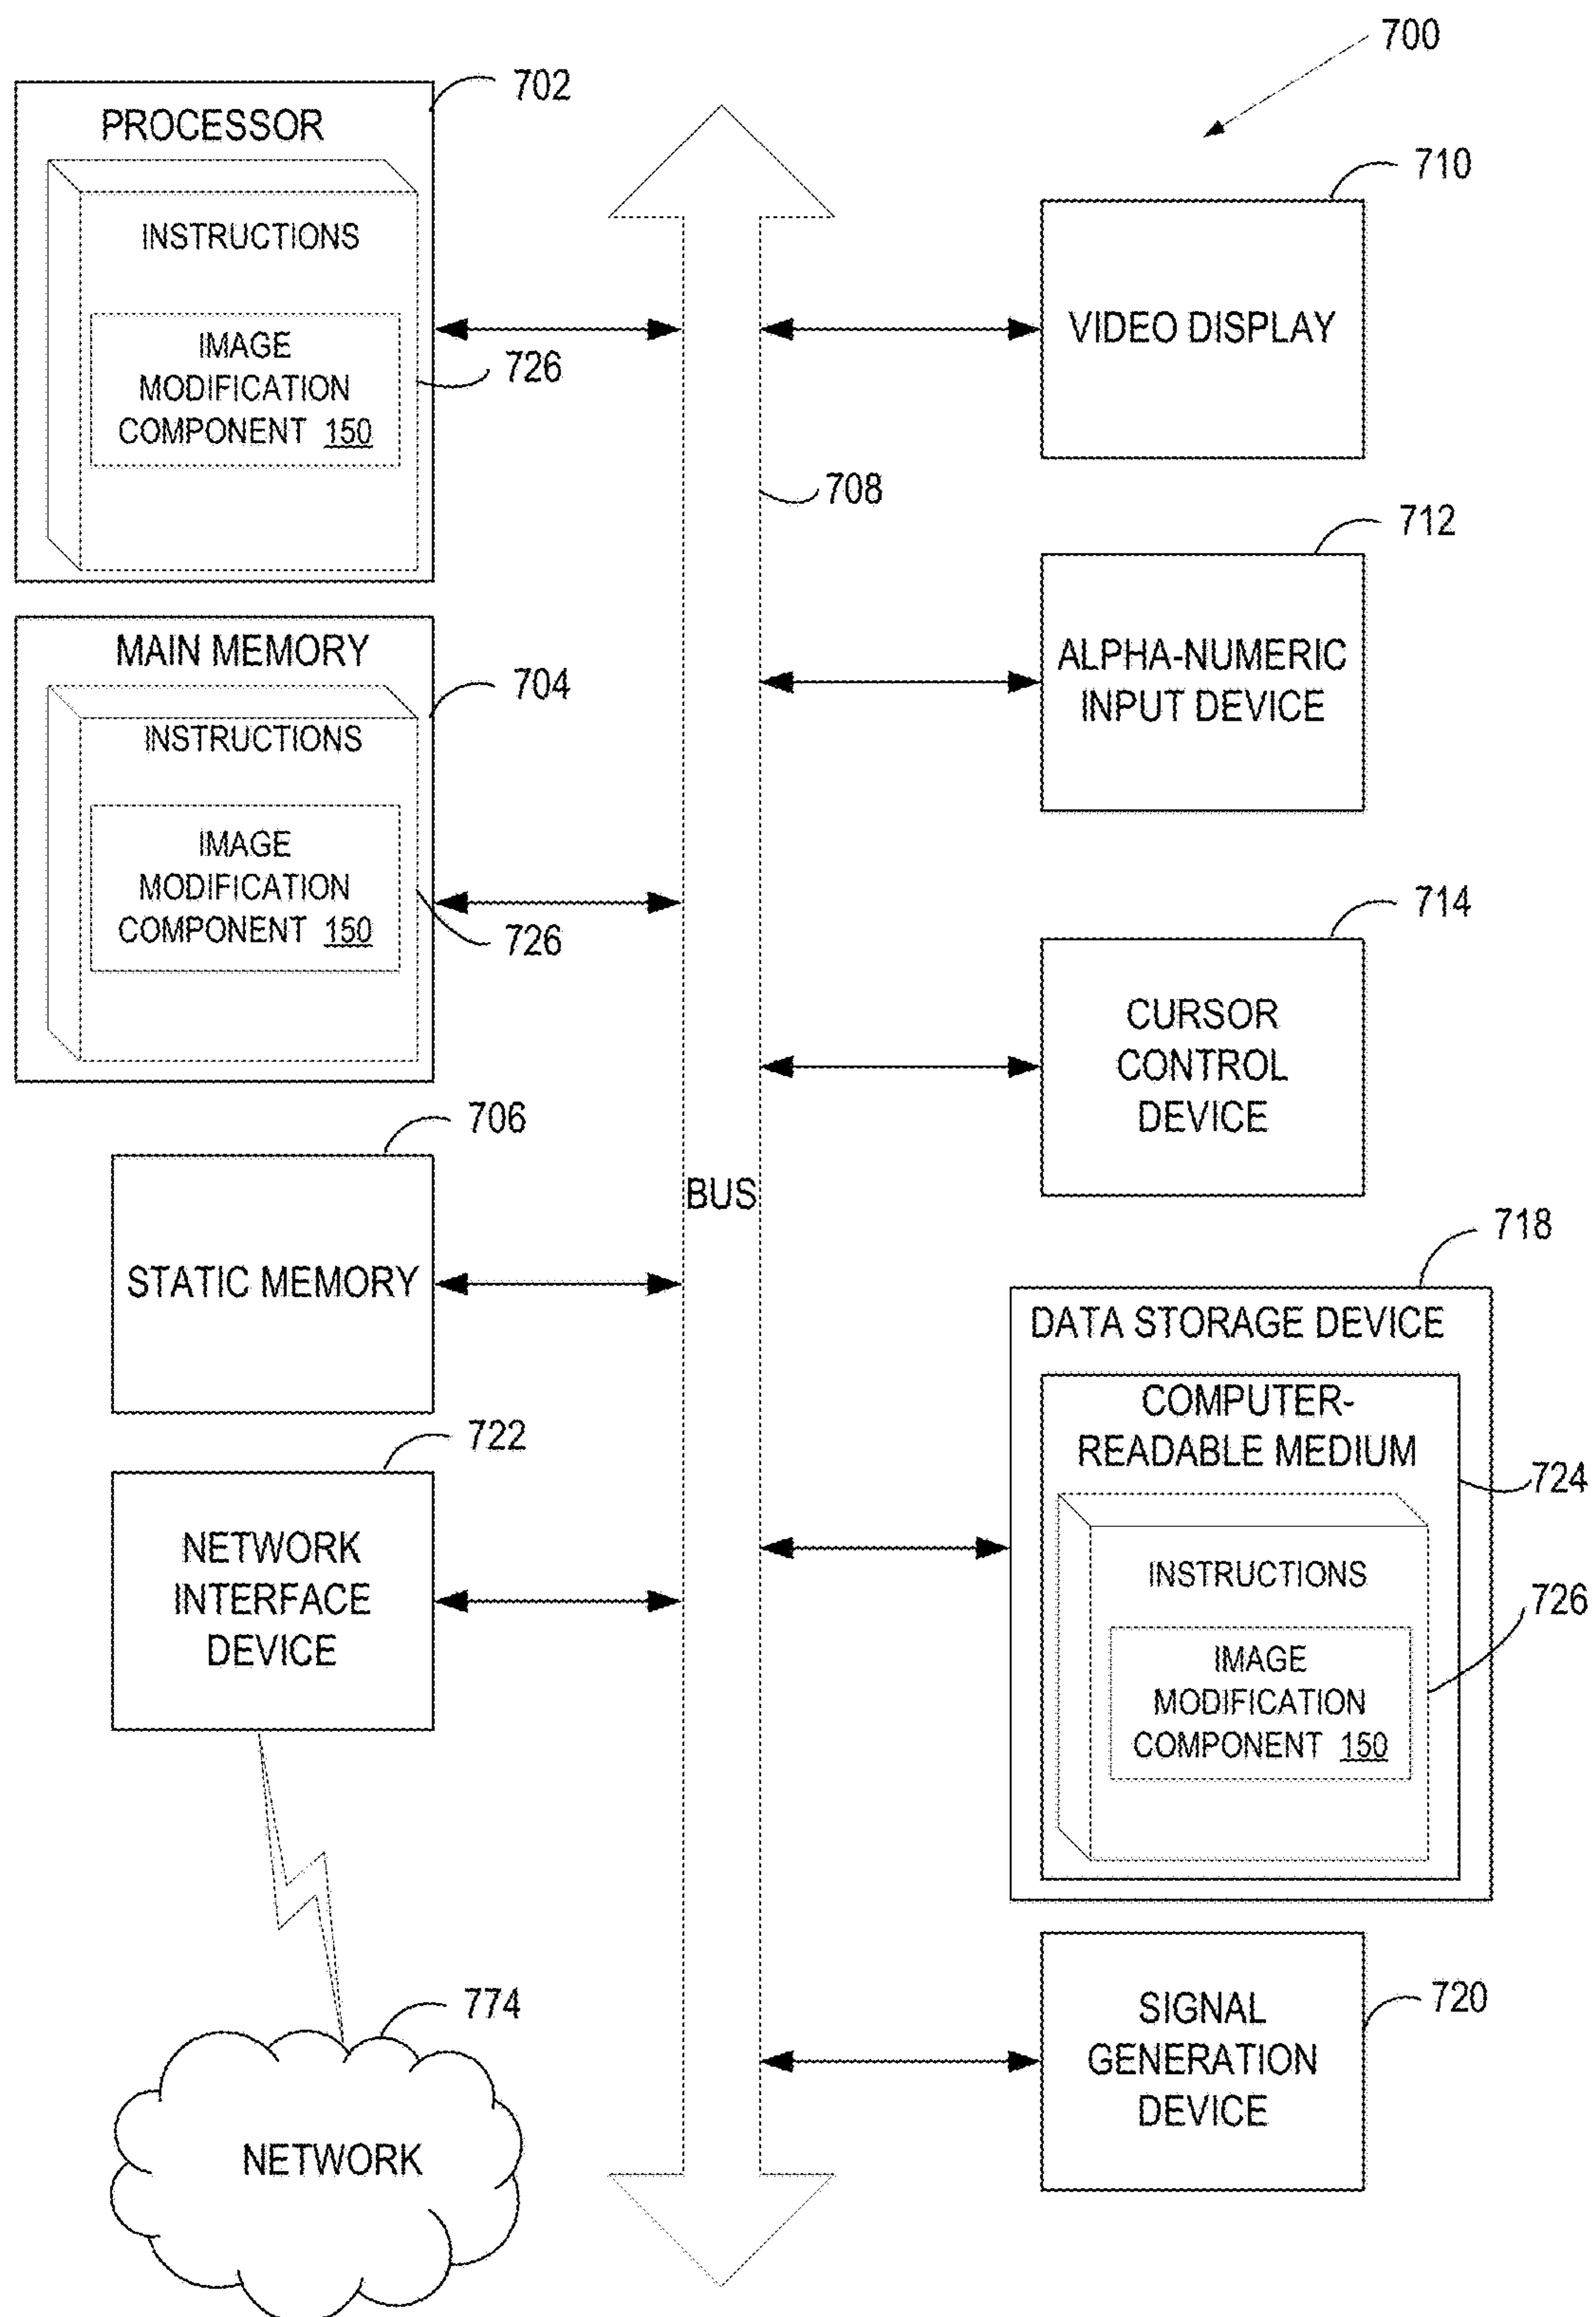 700
702
PROCESSOR
INSTRUCTIONS
IMAGE
MODIFICATION
COMPONENT 150
726
MAIN MEMORY
704
INSTRUCTIONS
IMAGE
MODIFICATION
COMPONENT 150
726
706
STATIC MEMORY
722
NETWORK
INTERFACE
DEVICE
774
NETWORK
708
BUS
710
VIDEO DISPLAY
712
ALPHA-NUMERIC
INPUT DEVICE
714
CURSOR
CONTROL
DEVICE
718
DATA STORAGE DEVICE
COMPUTER-
READABLE MEDIUM
724
INSTRUCTIONS
726
IMAGE
MODIFICATION
COMPONENT 150
SIGNAL
GENERATION
DEVICE
720